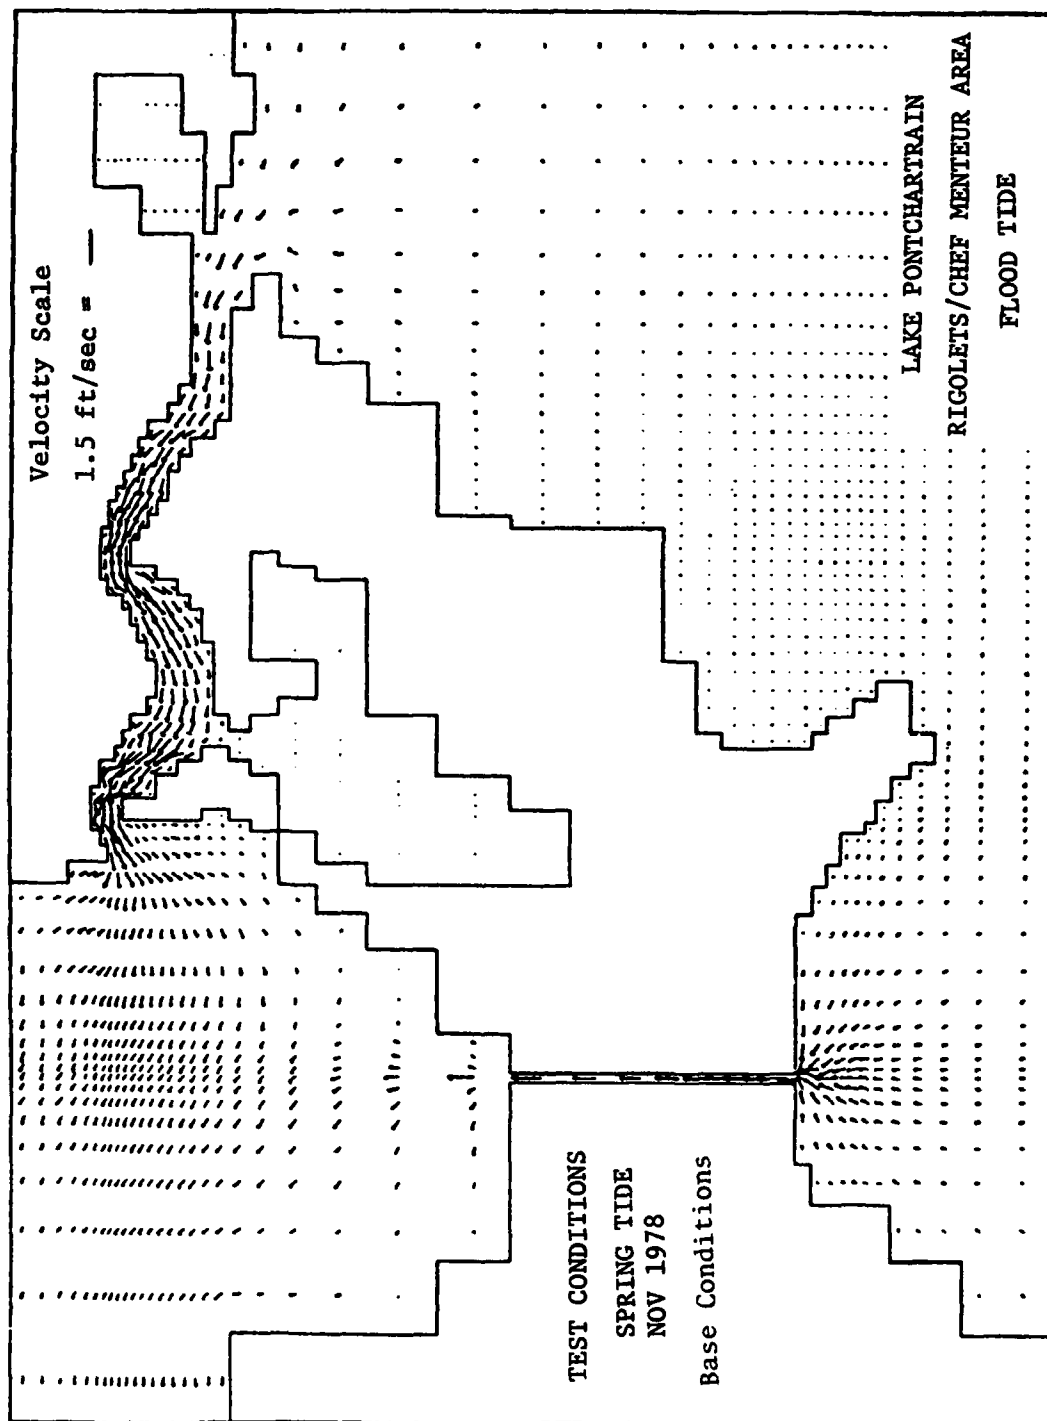 Velocity Scale
1.5 ft/sec = —
TEST CONDITIONS
SPRING TIDE
NOV 1978
Base Conditions
LAKE PONTCHARTRAIN
RIGOLETS/CHEF MENTEUR AREA
FLOOD TIDE